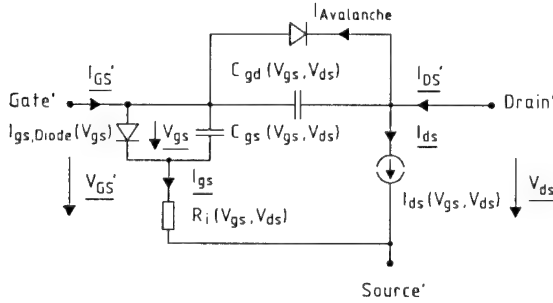 I_Avalanche
I_GS' C_gd(V_gs,V_ds) I_DS'
Gate' Drain'
I_gs,Diode(V_gs) V_gs C_gs(V_gs,V_ds) I_ds
V_GS' I_gs I_ds(V_gs,V_ds) V_ds
R_i(V_gs,V_ds)
Source'